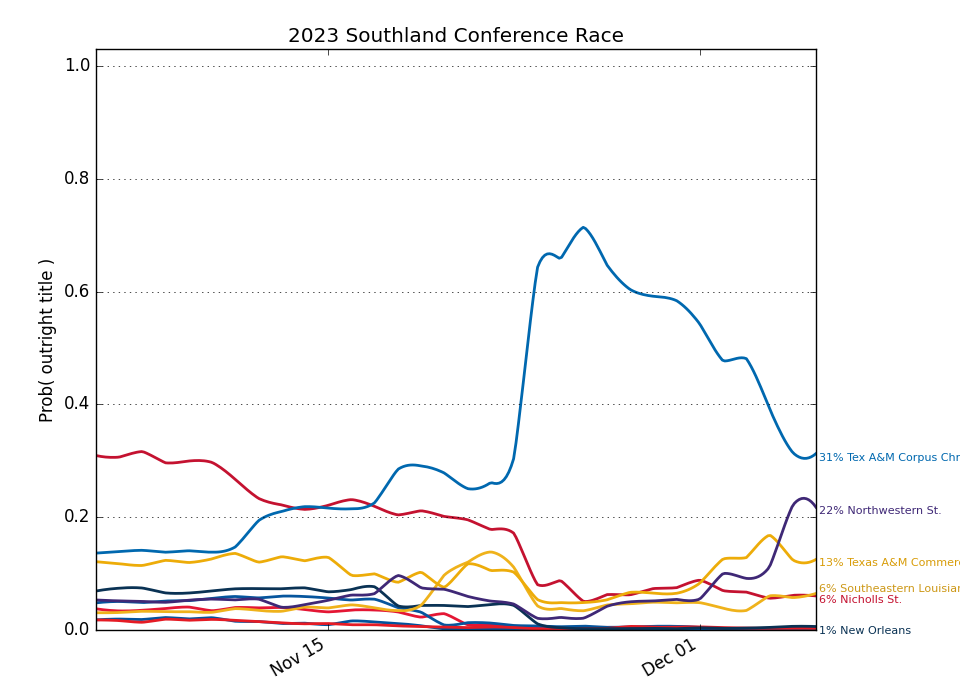 2023 Southland Conference Race
Prob( outright title )
1.0
0.8
0.6
0.4
0.2
0.0
Nov 15
Dec 01
31% Tex A&M Corpus Chr
22% Northwestern St.
13% Texas A&M Commerc
6% Southeastern Louisian
6% Nicholls St.
1% New Orleans